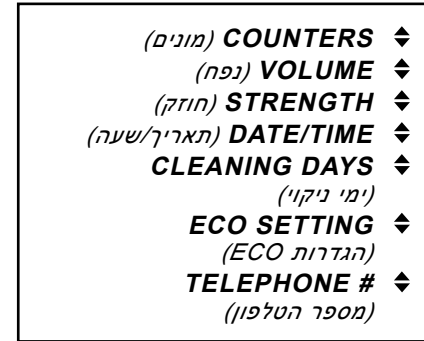 COUNTERS (מונים)
VOLUME (נפח)
STRENGTH (חוזק)
DATE/TIME (תאריך/שעה)
CLEANING DAYS
(ימי ניקוי)
ECO SETTING
(הגדרות ECO)
TELEPHONE #
(מספר הטלפון)